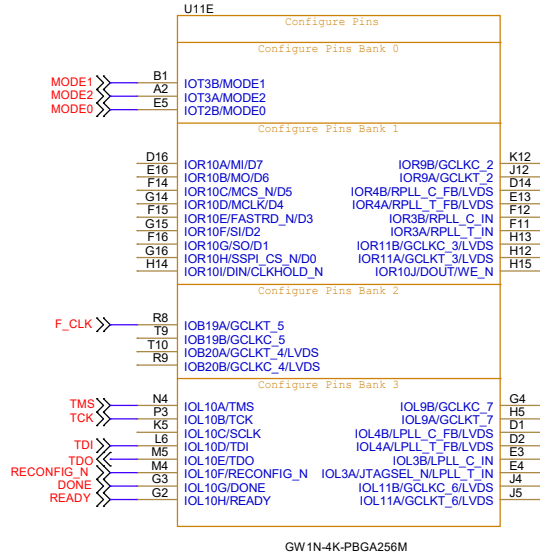 U11E
Configure Pins
Configure Pins Bank 0
MODE1 B1 IOT3B/MODE1
MODE2 A2 IOT3A/MODE2
MODE0 E5 IOT2B/MODE0
Configure Pins Bank 1
D16 IOR10A/MI/D7 IOR9B/GCLKC_2 K12
E16 IOR10B/MO/D6 IOR9A/GCLKT_2 J12
F14 IOR10C/MCS_N/D5 IOR4B/RPLL_C_FB/LVDS D14
G14 IOR10D/MCLK/D4 IOR4A/RPLL_T_FB/LVDS E13
F15 IOR10E/FASTRD_N/D3 IOR3B/RPLL_C_IN F12
G15 IOR10F/SI/D2 IOR3A/RPLL_T_IN F11
F16 IOR10G/SO/D1 IOR11B/GCLKC_3/LVDS H13
G16 IOR10H/SSPI_CS_N/D0 IOR11A/GCLKT_3/LVDS H12
H14 IOR10I/DIN/CLKHOLD_N IOR10J/DOUT/WE_N H15
Configure Pins Bank 2
F_CLK R8 IOB19A/GCLKT_5
T9 IOB19B/GCLKC_5
T10 IOB20A/GCLKT_4/LVDS
R9 IOB20B/GCLKC_4/LVDS
Configure Pins Bank 3
TMS N4 IOL10A/TMS IOL9B/GCLKC_7 G4
TCK P3 IOL10B/TCK IOL9A/GCLKT_7 H5
K5 IOL10C/SCLK IOL4B/LPLL_C_FB/LVDS D1
TDI L6 IOL10D/TDI IOL4A/LPLL_T_FB/LVDS D2
TDO M5 IOL10E/TDO IOL3B/LPLL_C_IN E3
RECONFIG_N M4 IOL10F/RECONFIG_N IOL3A/JTAGSEL_N/LPLL_T_IN E4
DONE G3 IOL10G/DONE IOL11B/GCLKC_6/LVDS J4
READY G2 IOL10H/READY IOL11A/GCLKT_6/LVDS J5
GW1N-4K-PBGA256M